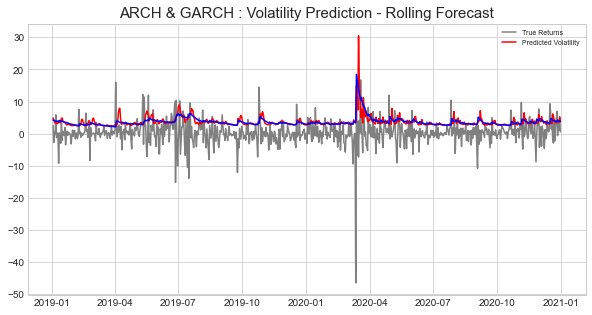 ARCH & GARCH : Volatility Prediction - Rolling Forecast
True Returns
Predicted Volatility
30
20
10
0
−10
−20
−30
−40
−50
2019-01 2019-04 2019-07 2019-10 2020-01 2020-04 2020-07 2020-10 2021-01